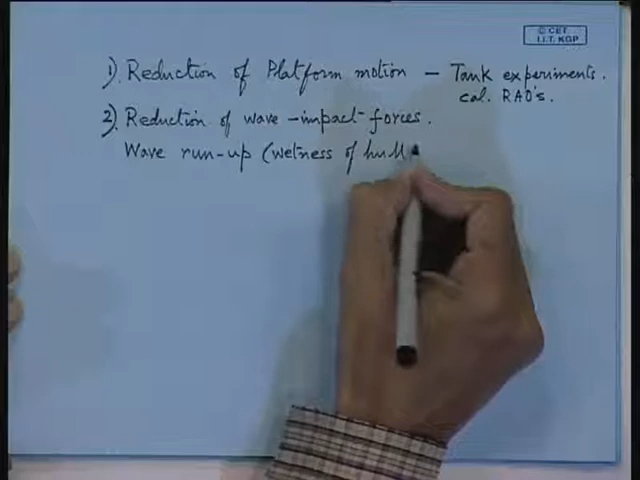 © CET
I.I.T. KGP
1) Reduction of Platform motion – Tank experiments.
cal. RAO's.
2) Reduction of wave-impact forces.
Wave run-up (wetness of hull